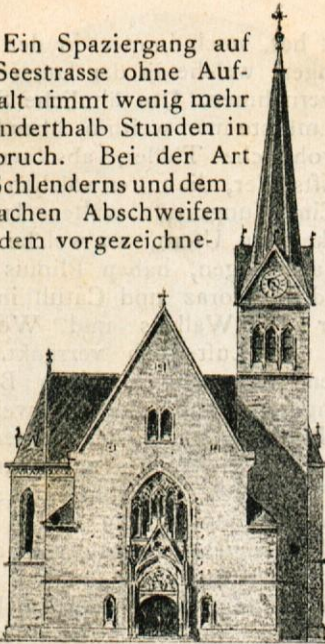 Ein Spaziergang auf
Seestrasse ohne Auf-
alt nimmt wenig mehr
nderthalb Stunden in
bruch. Bei der Art
Schlenderns und dem
achen Abschweifen
dem vorgezeichne-